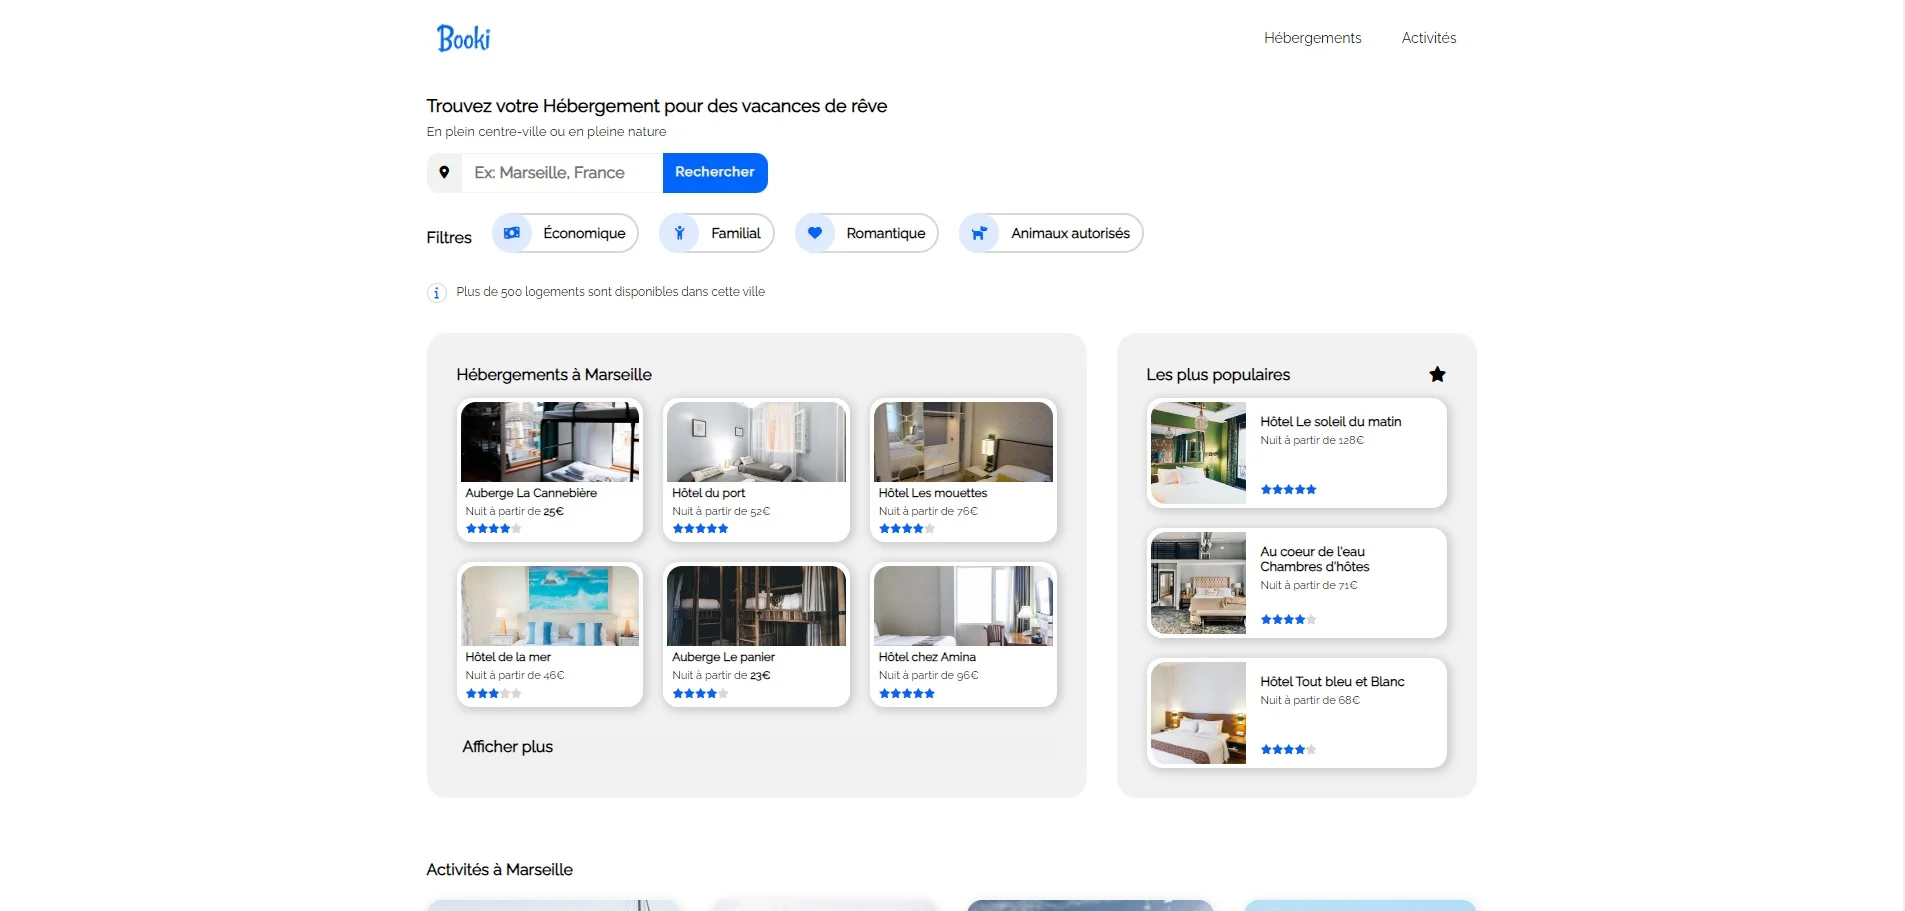 Booki
Hébergements
Activités
Trouvez votre Hébergement pour des vacances de rêve
En plein centre-ville ou en pleine nature
Ex: Marseille, France
Rechercher
Filtres
Économique
Familial
Romantique
Animaux autorisés
Plus de 500 logements sont disponibles dans cette ville
Hébergements à Marseille
Auberge La Cannebière
Nuit à partir de 25€
Hôtel du port
Nuit à partir de 52€
Hôtel Les mouettes
Nuit à partir de 76€
Hôtel de la mer
Nuit à partir de 46€
Auberge Le panier
Nuit à partir de 23€
Hôtel chez Amina
Nuit à partir de 96€
Afficher plus
Les plus populaires
Hôtel Le soleil du matin
Nuit à partir de 128€
Au coeur de l'eau
Chambres d'hôtes
Nuit à partir de 71€
Hôtel Tout bleu et Blanc
Nuit à partir de 68€
Activités à Marseille